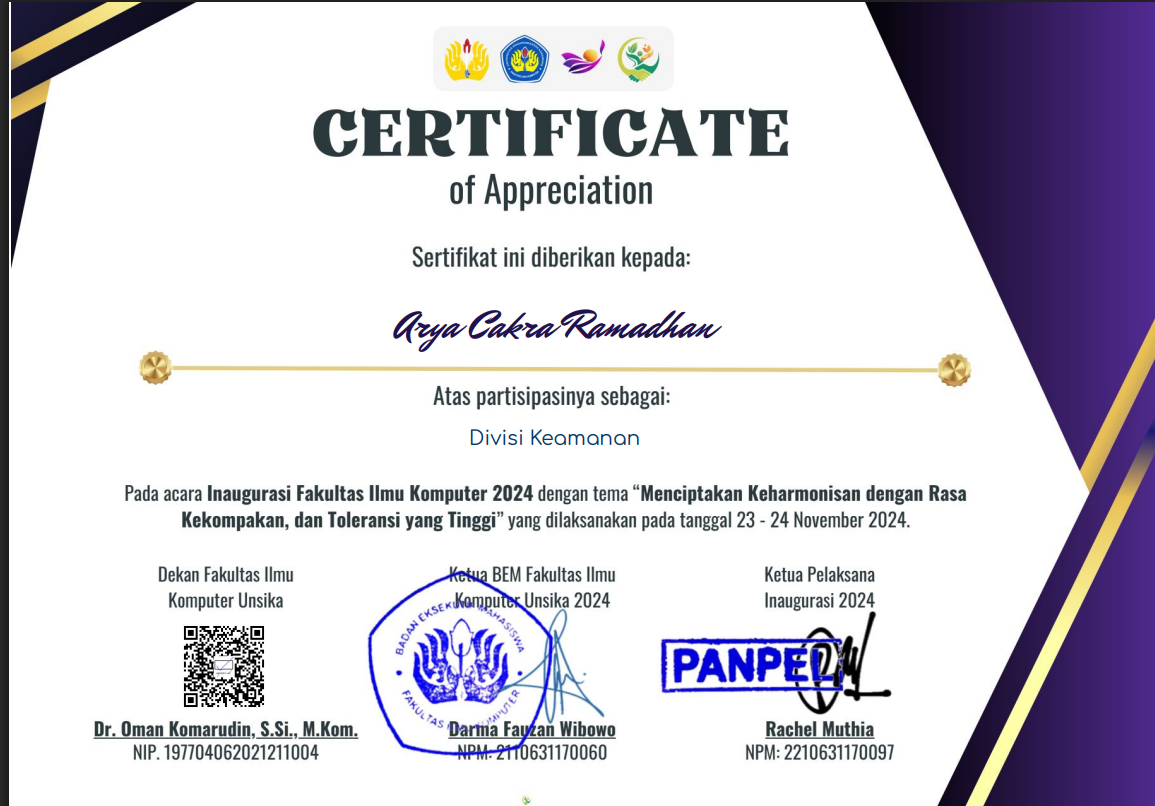 CERTIFICATE
of Appreciation
Sertifikat ini diberikan kepada:
Arya Cakra Ramadhan
Atas partisipasinya sebagai:
Divisi Keamanan
Pada acara Inaugurasi Fakultas Ilmu Komputer 2024 dengan tema “Menciptakan Keharmonisan dengan Rasa
Kekompakan, dan Toleransi yang Tinggi” yang dilaksanakan pada tanggal 23 - 24 November 2024.
Dekan Fakultas Ilmu
Komputer Unsika
Ketua BEM Fakultas Ilmu
Komputer Unsika 2024
Ketua Pelaksana
Inaugurasi 2024
BADAN EKSEKUTIF MAHASISWA
FAKULTAS ILMU KOMPUTER
PANPEL
Dr. Oman Komarudin, S.Si., M.Kom.
NIP. 197704062021211004
Darma Fauzan Wibowo
NPM: 2110631170060
Rachel Muthia
NPM: 2210631170097